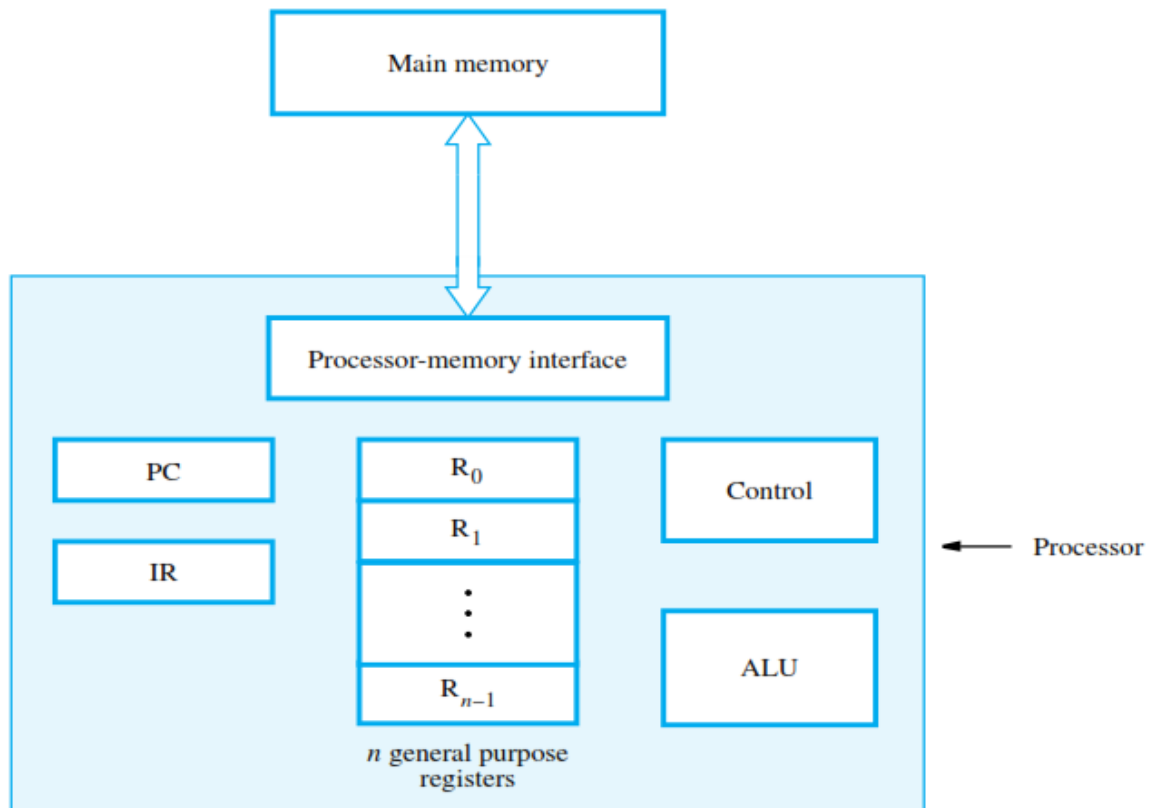 Main memory
Processor-memory interface
PC
R0
Control
R1
IR
Processor
ALU
Rn–1
n general purpose
registers